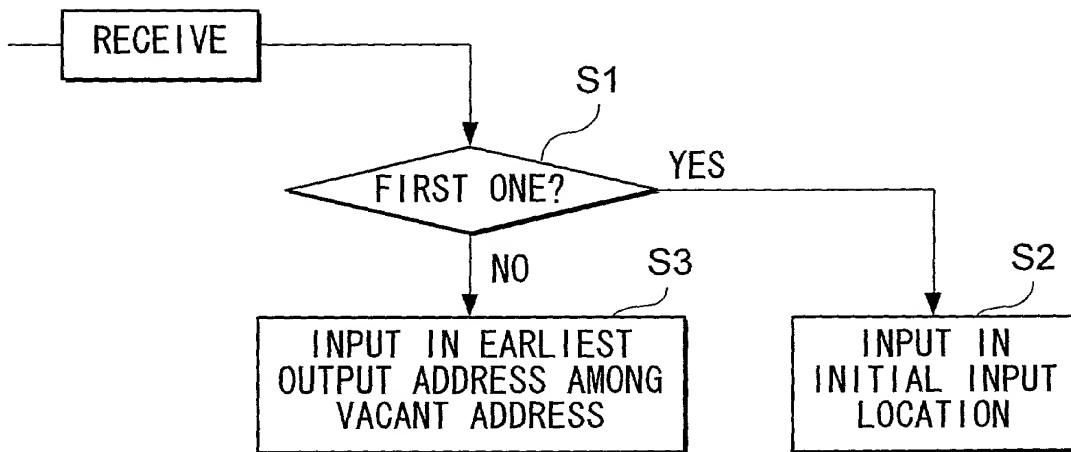 RECEIVE
S1
FIRST ONE?
YES
NO
S3
S2
INPUT IN EARLIEST
OUTPUT ADDRESS AMONG
VACANT ADDRESS
INPUT IN
INITIAL INPUT
LOCATION